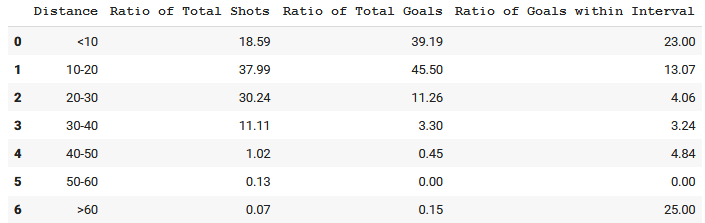 Distance Ratio of Total Shots Ratio of Total Goals Ratio of Goals within Interval
0 <10 18.59 39.19 23.00
1 10-20 37.99 45.50 13.07
2 20-30 30.24 11.26 4.06
3 30-40 11.11 3.30 3.24
4 40-50 1.02 0.45 4.84
5 50-60 0.13 0.00 0.00
6 >60 0.07 0.15 25.00